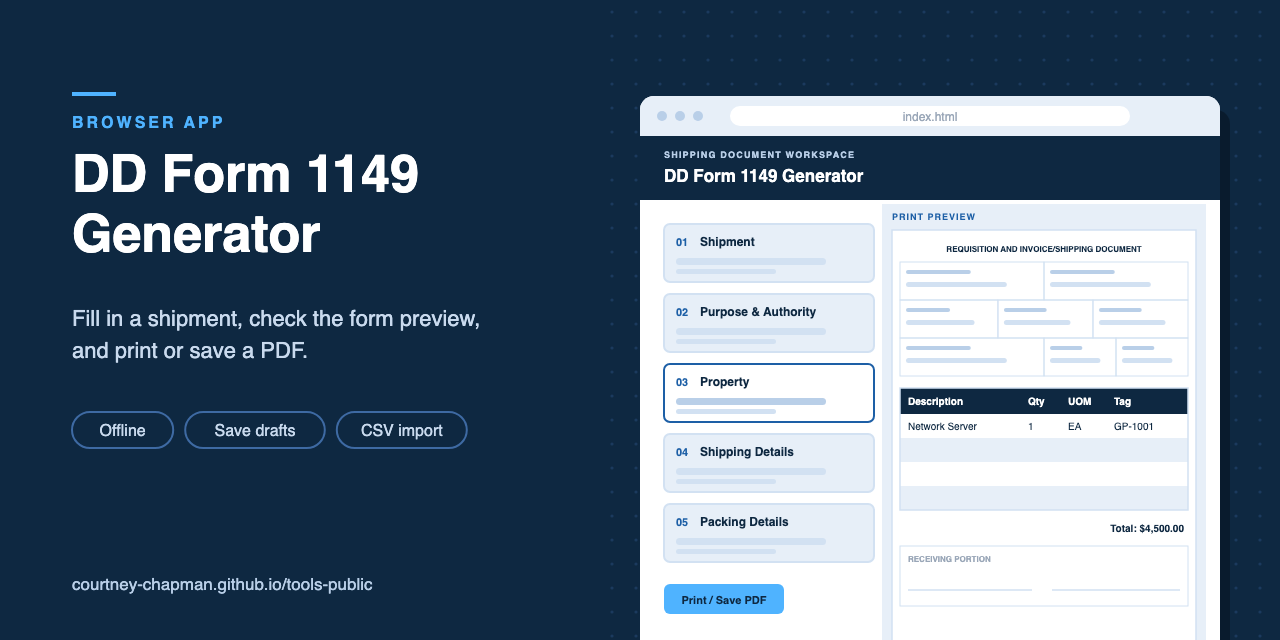 BROWSER APP
DD Form 1149
Generator
Fill in a shipment, check the form preview,
and print or save a PDF.
Offline
Save drafts
CSV import
courtney-chapman.github.io/tools-public
index.html
SHIPPING DOCUMENT WORKSPACE
DD Form 1149 Generator
01 Shipment
02 Purpose & Authority
03 Property
04 Shipping Details
05 Packing Details
Print / Save PDF
PRINT PREVIEW
REQUISITION AND INVOICE/SHIPPING DOCUMENT
Description Qty UOM Tag
Network Server 1 EA GP-1001
Total: $4,500.00
RECEIVING PORTION